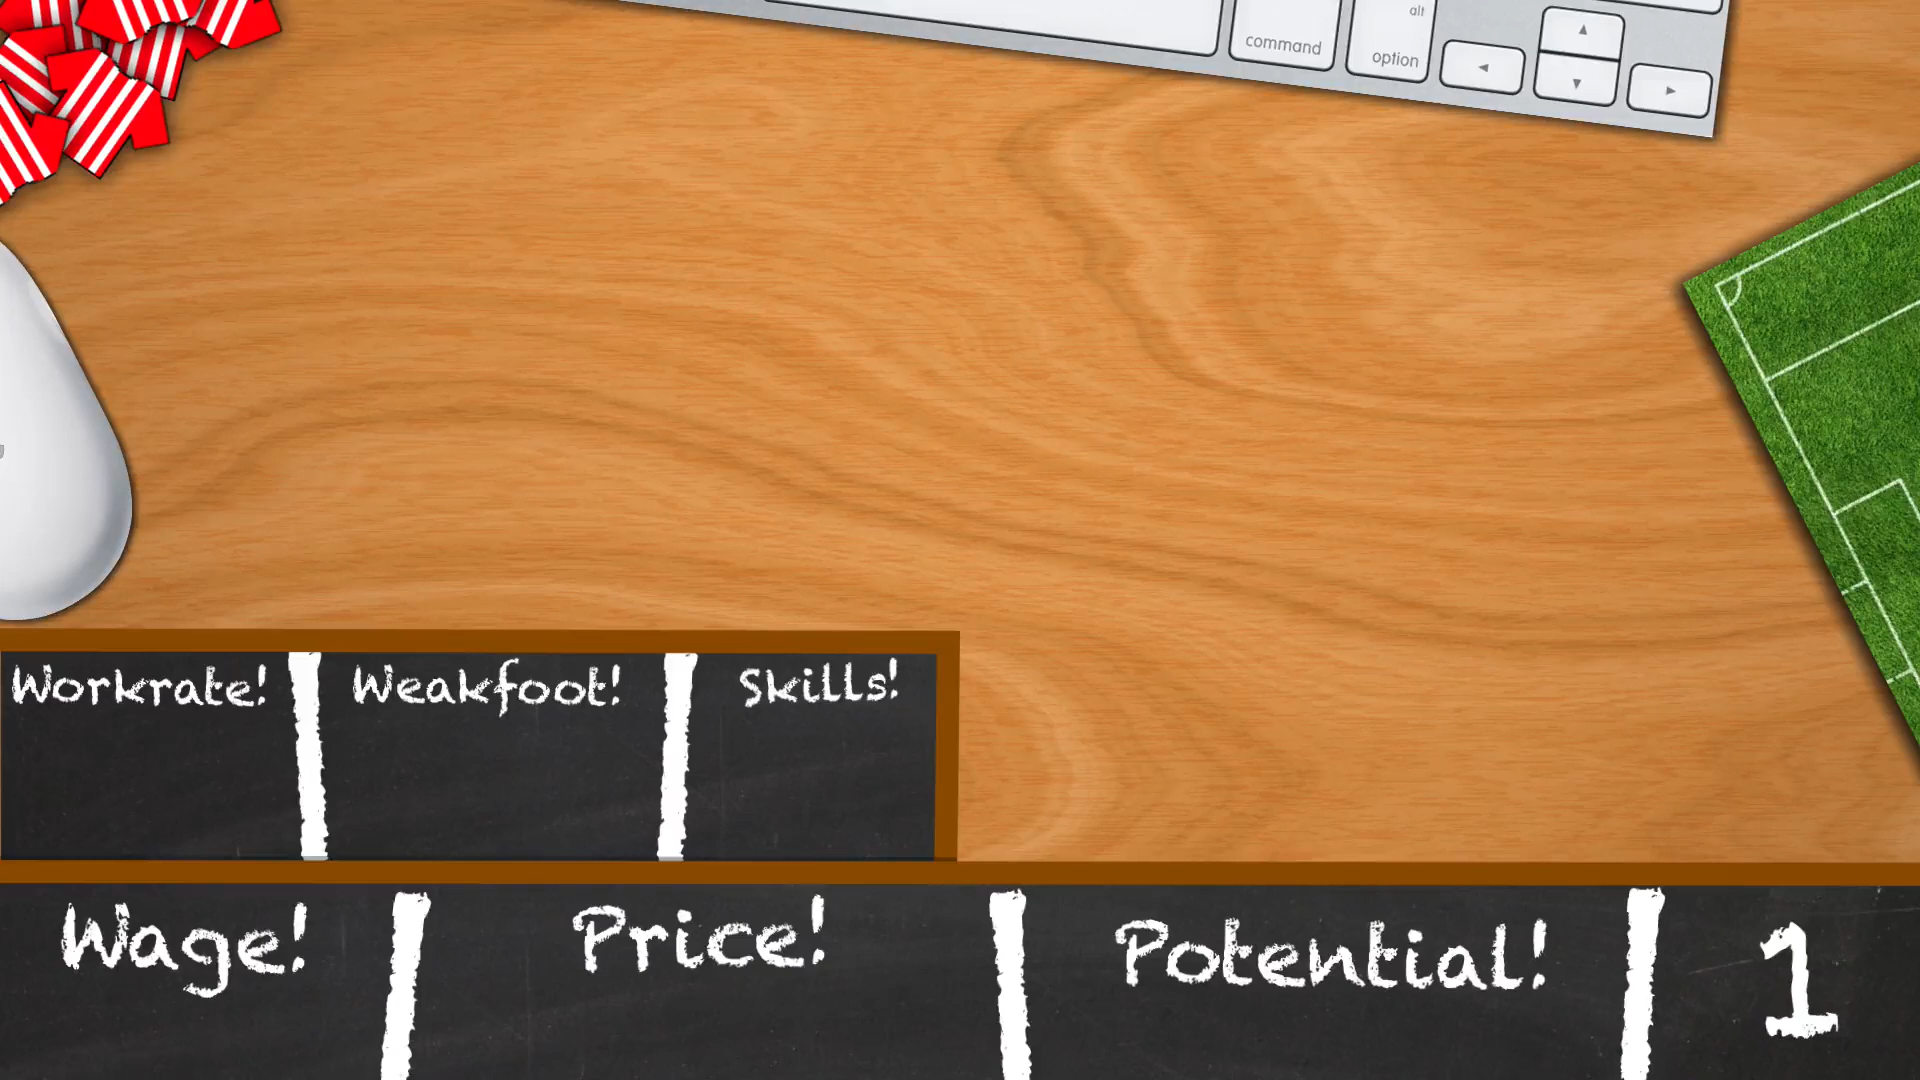 command
alt
option
Workrate! Weakfoot! Skills!
Wage! Price! Potential! 1